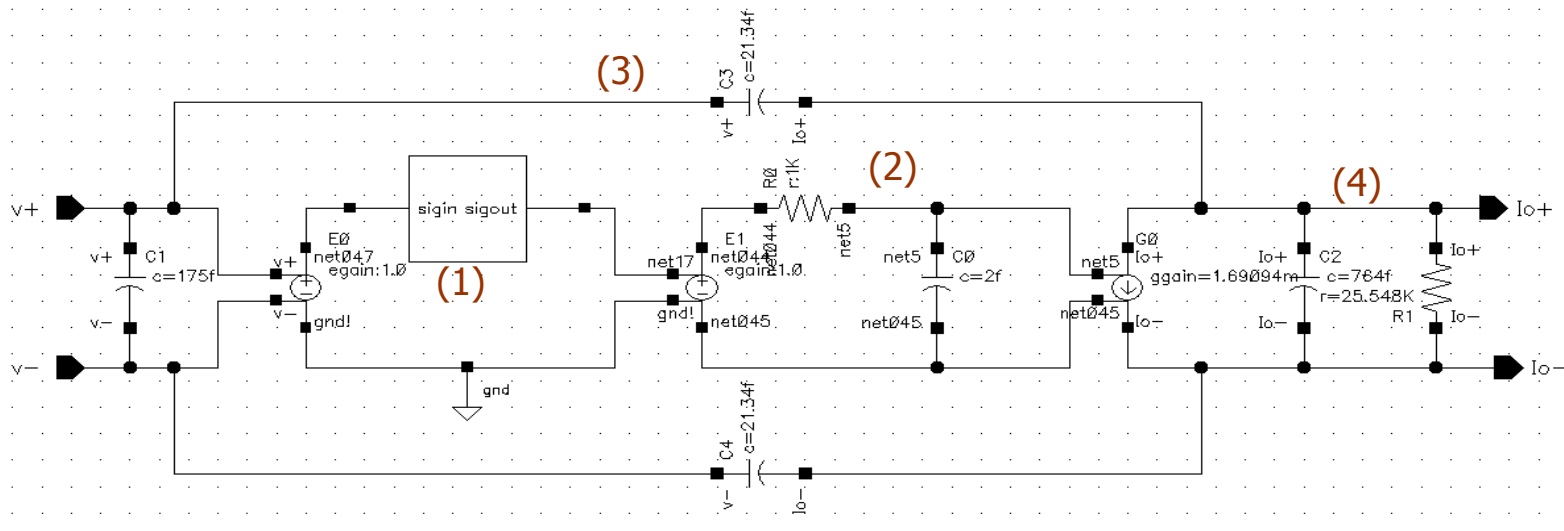 (3)
C3
c=21.34f
v+
Io+
(2)
R0
r:1K
net044
net5
(4)
v+
Io+
sigin sigout
v+
C1
c=175f
v-
E0
net047
egain:1.0
v+
v-
gnd!
(1)
net17
E1
net044
egain:1.0
gnd!
net045
net5
C0
c=2f
net045
net5
G0
Io+
ggain=1.69094m
net045
Io-
Io+
C2
c=764f
Io-
Io+
r=25.548K
R1
Io-
v-
gnd
Io-
C4
c=21.34f
v-
Io-